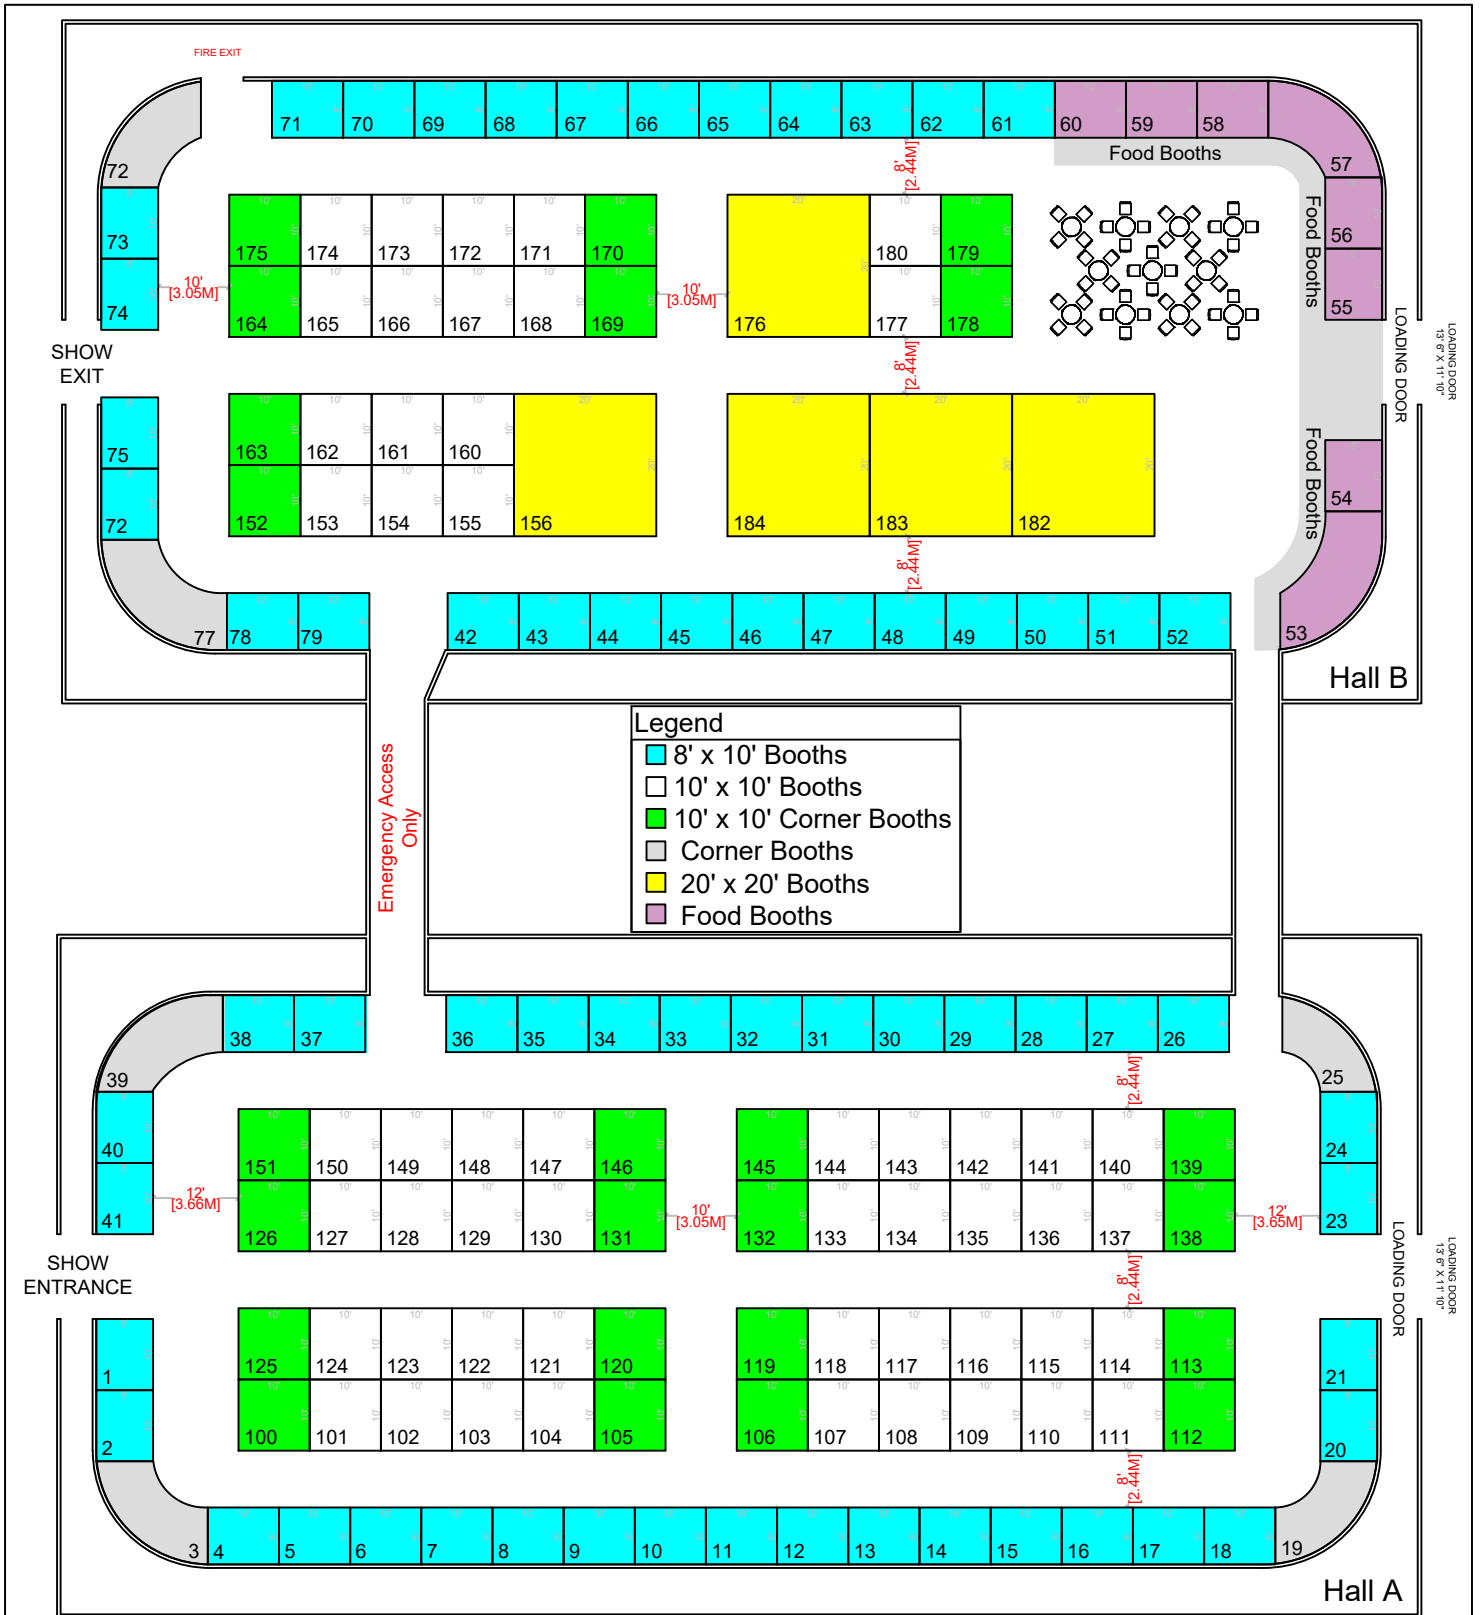 FIRE EXIT
71 70 69 68 67 66 65 64 63 62 61 60 59 58
57
Food Booths
72
8'
[2.44M]
73
175 174 173 172 171 170
180 179
56
Food Booths
10'
[3.05M]
10'
[3.05M]
74
164 165 166 167 168 169
176 177 178
55
LOADING DOOR
LOADING DOOR
13' 6" X 11' 10"
SHOW
EXIT
8'
[2.44M]
75
163 162 161 160
Food Booths
54
72
152 153 154 155 156
184 183 182
8'
[2.44M]
77 78 79
42 43 44 45 46 47 48 49 50 51 52
53
Hall B
Legend
8' x 10' Booths
10' x 10' Booths
10' x 10' Corner Booths
Corner Booths
20' x 20' Booths
Food Booths
Emergency Access
Only
38 37
36 35 34 33 32 31 30 29 28 27 26
39
25
8'
[2.44M]
40
151 150 149 148 147 146
145 144 143 142 141 140 139
24
12'
[3.66M]
10'
[3.05M]
12'
[3.65M]
41
126 127 128 129 130 131
132 133 134 135 136 137 138
23
SHOW
ENTRANCE
8'
[2.44M]
LOADING DOOR
LOADING DOOR
13' 6" X 11' 10"
1
125 124 123 122 121 120
119 118 117 116 115 114 113
21
2
100 101 102 103 104 105
106 107 108 109 110 111 112
20
8'
[2.44M]
3 4 5 6 7 8 9 10 11 12 13 14 15 16 17 18 19
Hall A